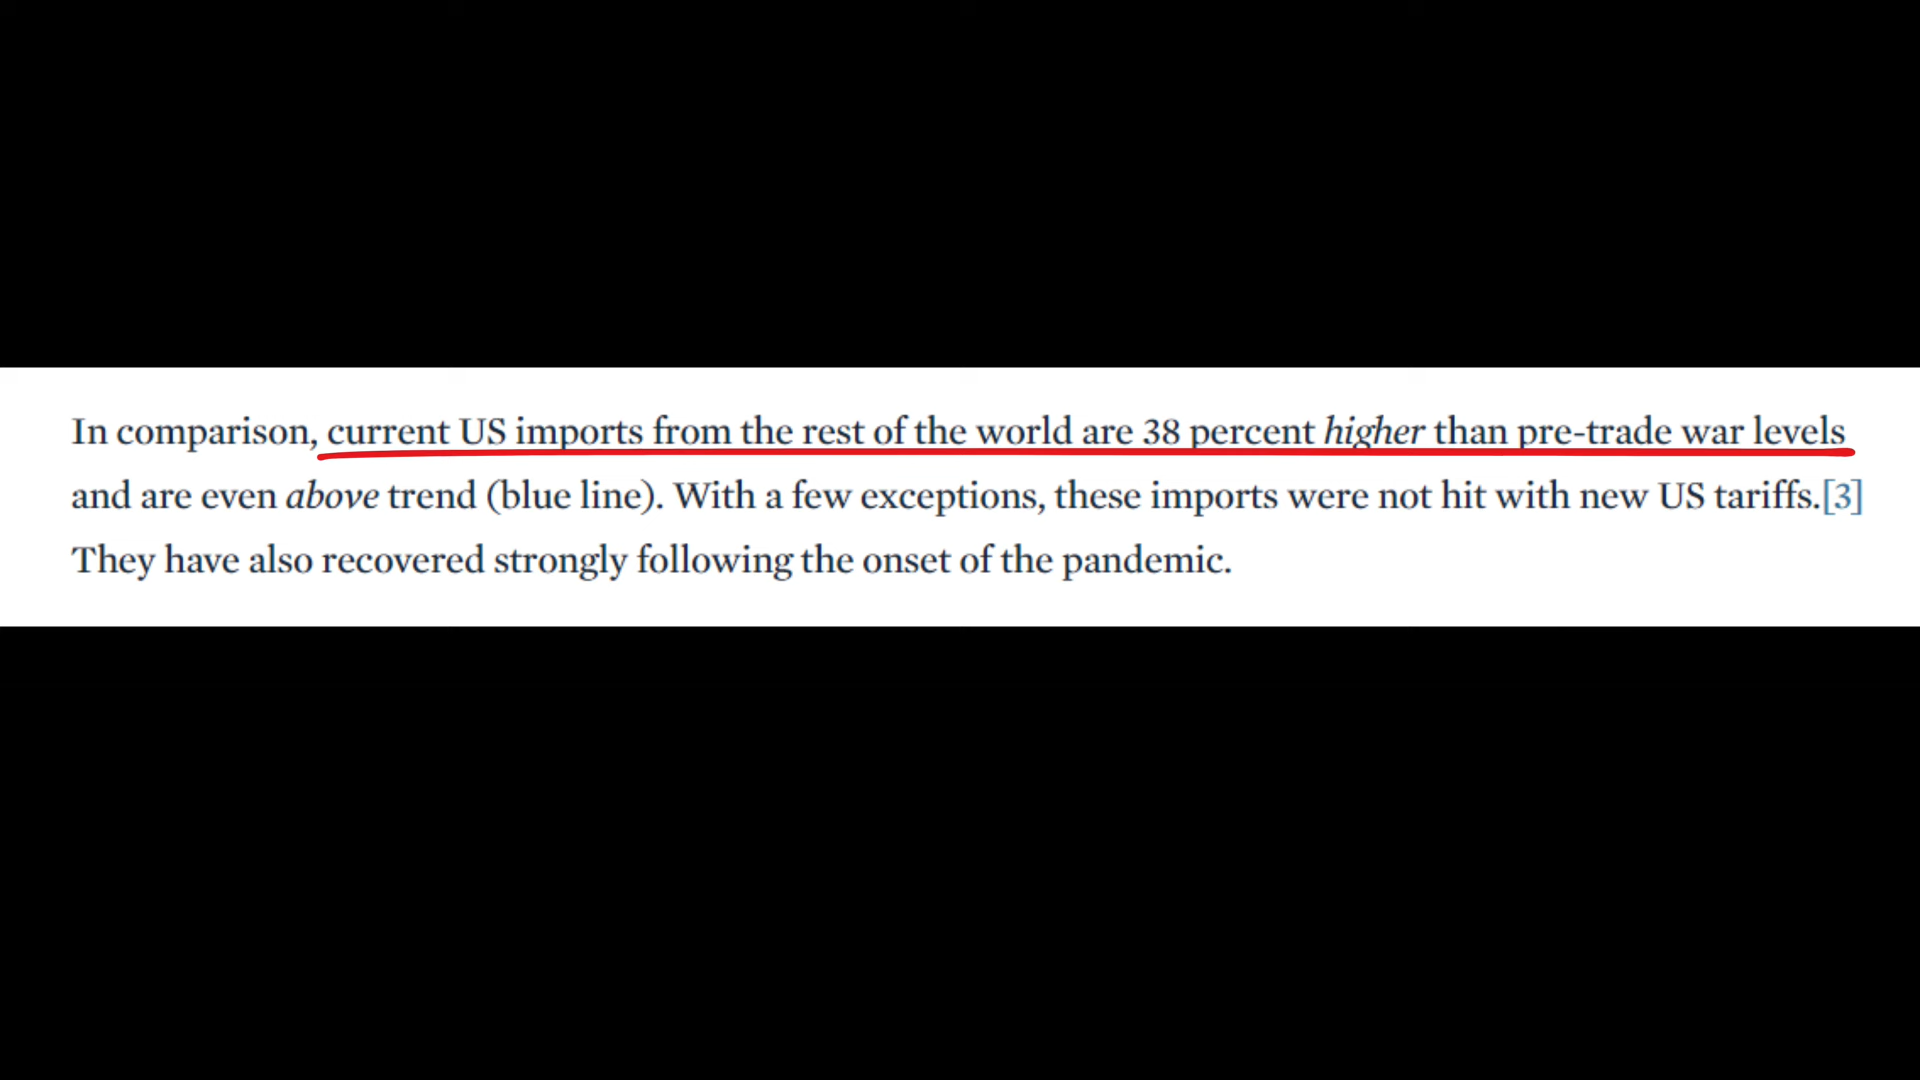 In comparison, current US imports from the rest of the world are 38 percent higher than pre-trade war levels
and are even above trend (blue line). With a few exceptions, these imports were not hit with new US tariffs.[3]
They have also recovered strongly following the onset of the pandemic.